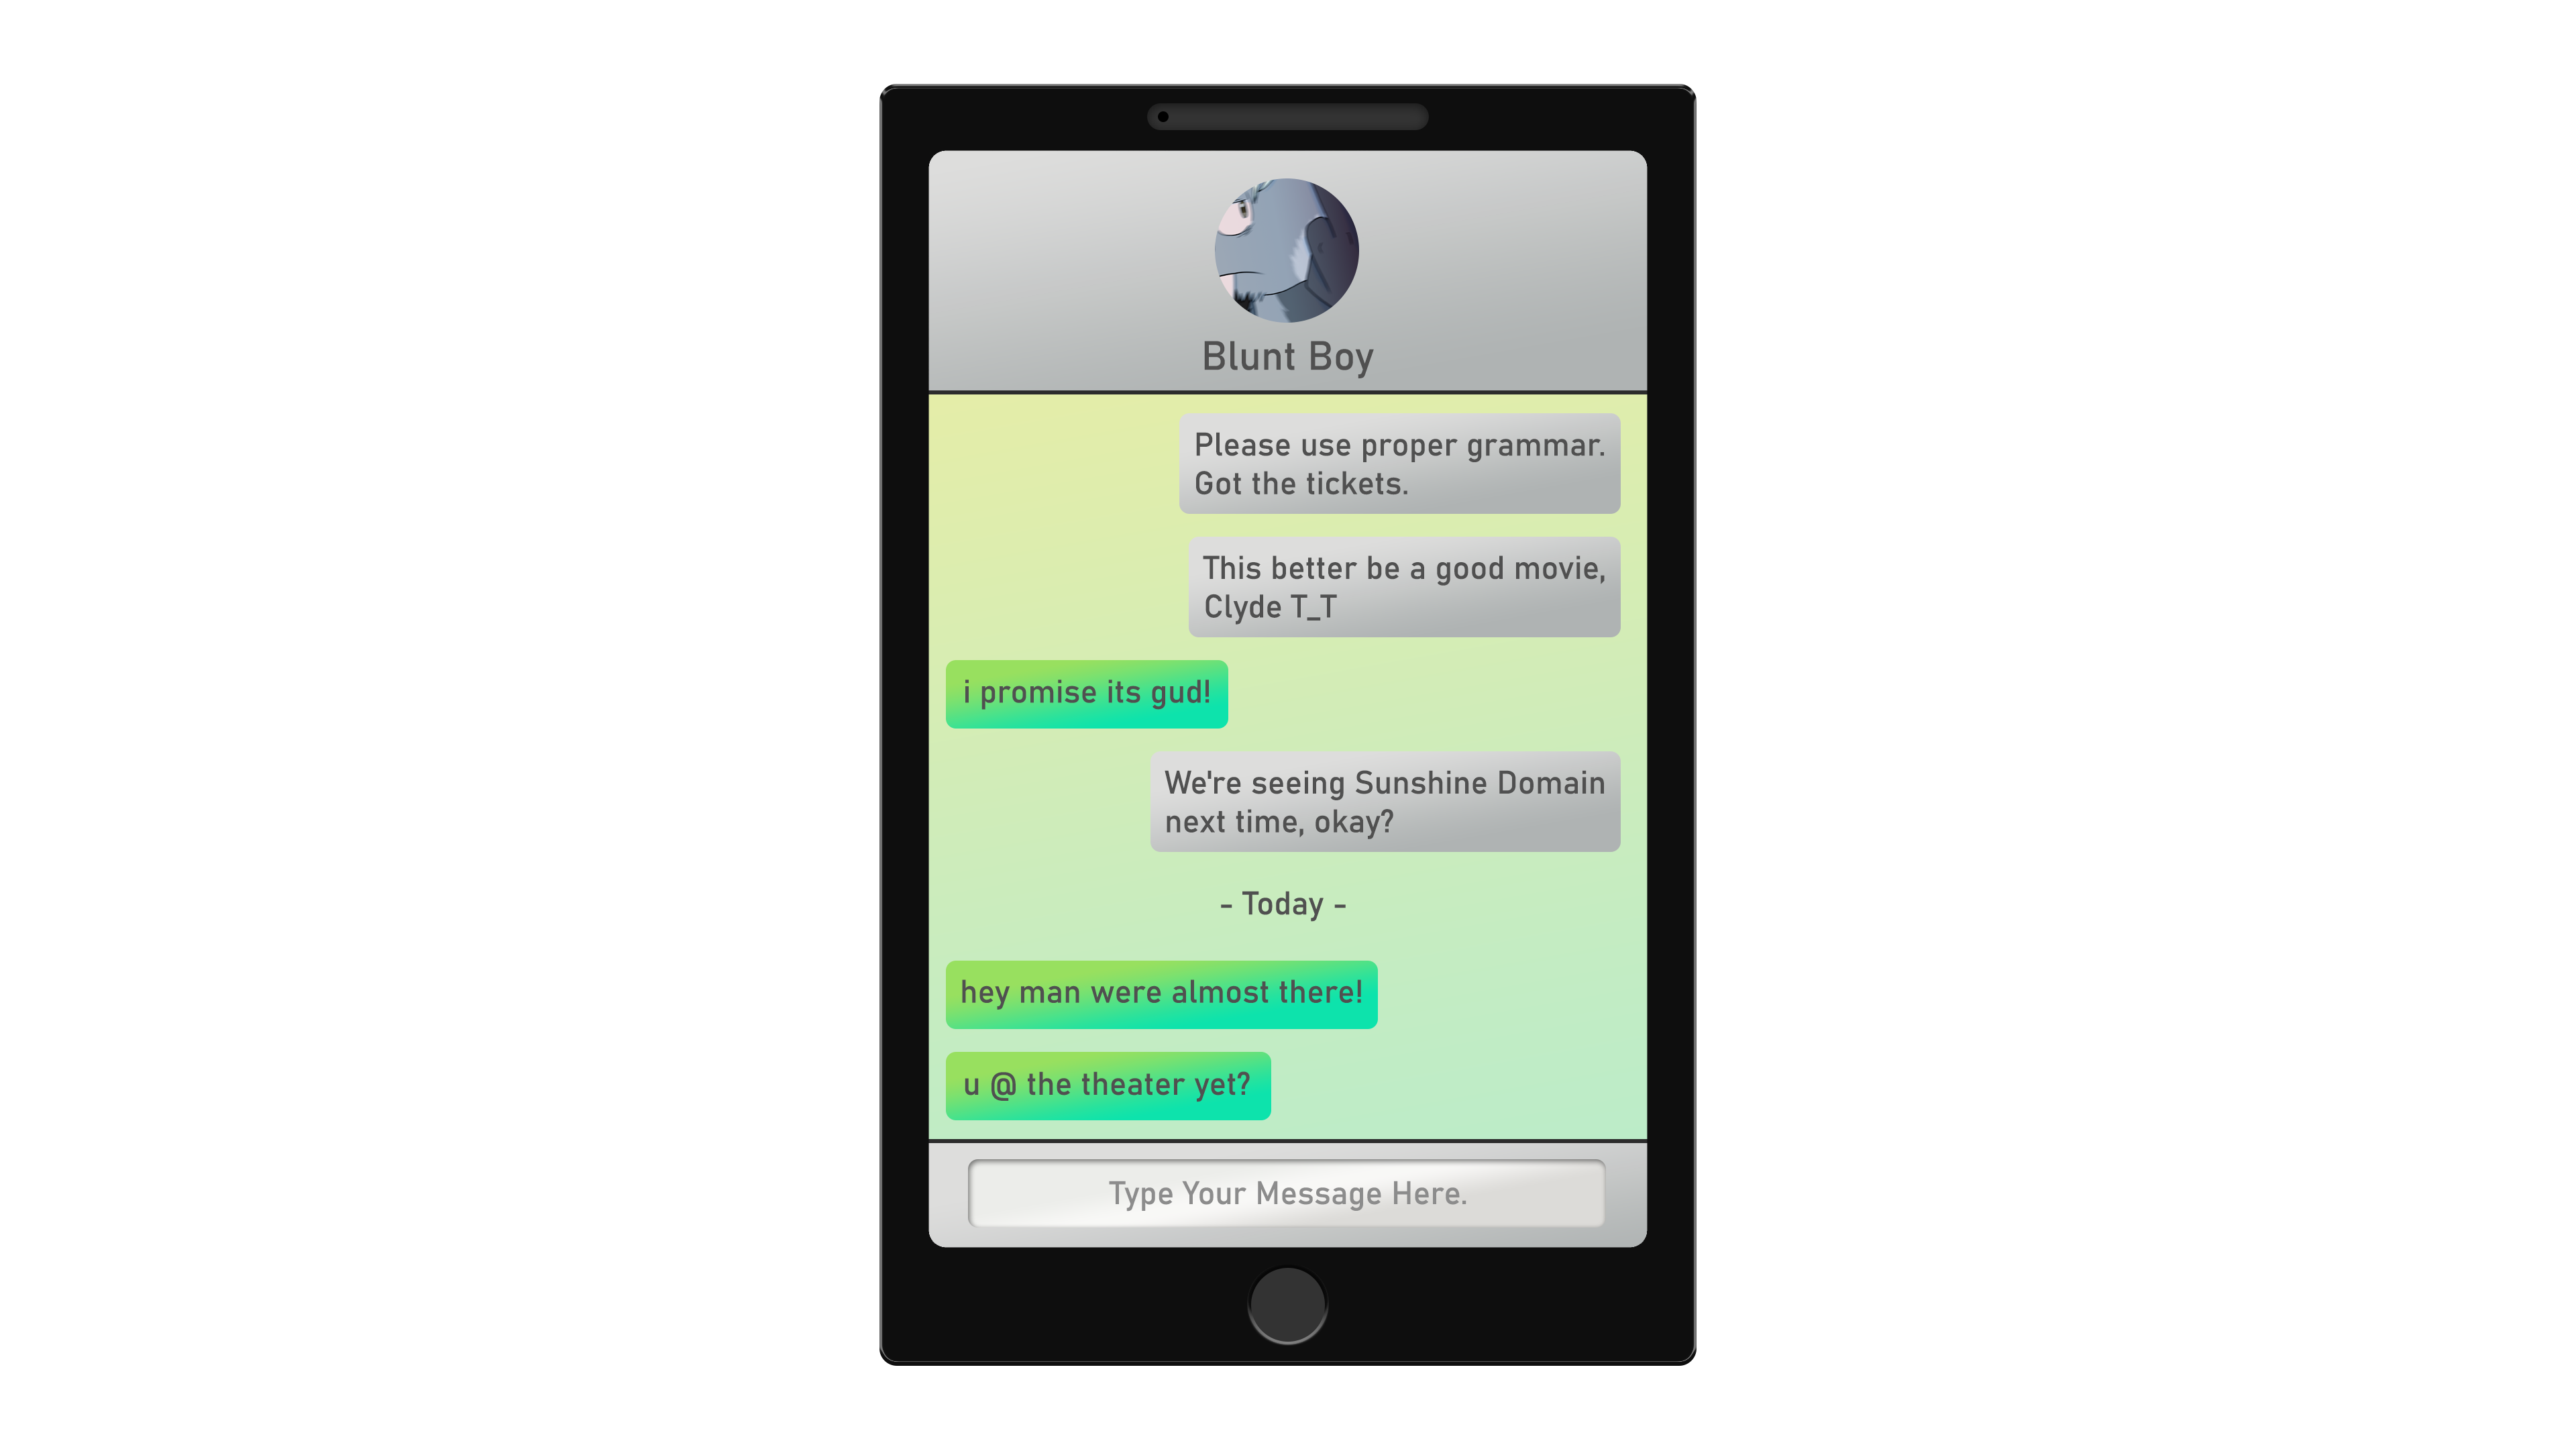 Blunt Boy
Please use proper grammar.
Got the tickets.
This better be a good movie,
Clyde T_T
i promise its gud!
We're seeing Sunshine Domain
next time, okay?
- Today -
hey man were almost there!
u @ the theater yet?
Type Your Message Here.